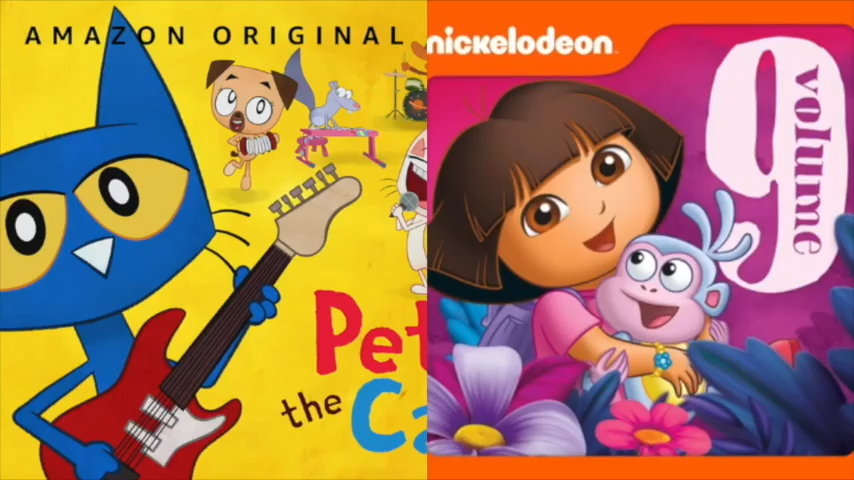 AMAZON ORIGINAL
Pet
the Ca
nickelodeon
9
volume